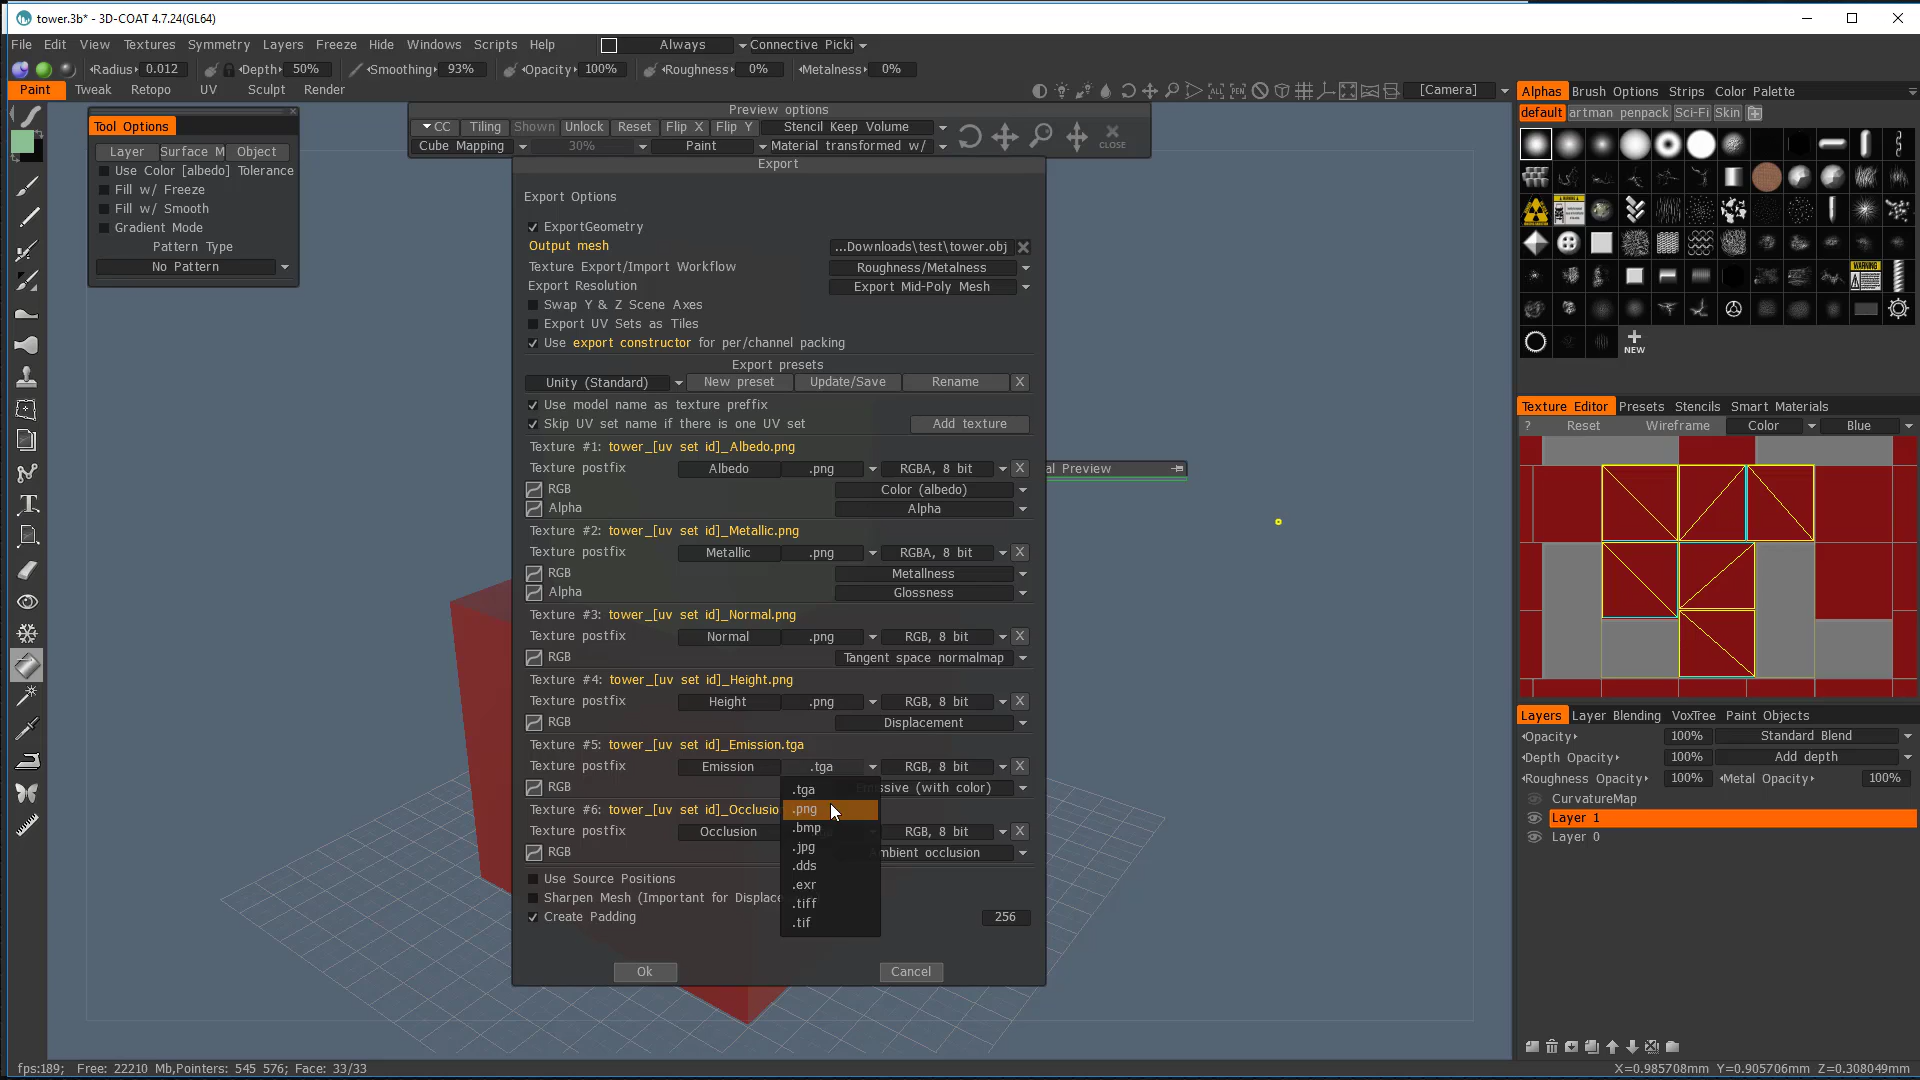 tower.3b* - 3D-COAT 4.7.24(GL64)
File Edit View Textures Symmetry Layers Freeze Hide Windows Scripts Help Always Connective Picki
Radius 0.012 Depth 50% Smoothing 93% Opacity 100% Roughness 0% Metalness 0%
Paint Tweak Retopo UV Sculpt Render [Camera]
Tool Options
Layer Surface M Object
Use Color [albedo] Tolerance
Fill w/ Freeze
Fill w/ Smooth
Gradient Mode
Pattern Type
No Pattern
Preview options
CC Tiling Shown Unlock Reset Flip X Flip Y Stencil Keep Volume
Cube Mapping 30% Paint Material transformed w/ CLOSE
Export
Export Options
ExportGeometry
Output mesh ...Downloads\test\tower.obj
Texture Export/Import Workflow Roughness/Metalness
Export Resolution Export Mid-Poly Mesh
Swap Y & Z Scene Axes
Export UV Sets as Tiles
Use export constructor for per/channel packing
Export presets
Unity (Standard) New preset Update/Save Rename X
Use model name as texture preffix
Skip UV set name if there is one UV set Add texture
Texture #1: tower_[uv set id]_Albedo.png
Texture postfix Albedo .png RGBA, 8 bit X
RGB Color (albedo)
Alpha Alpha
Texture #2: tower_[uv set id]_Metallic.png
Texture postfix Metallic .png RGBA, 8 bit X
RGB Metallness
Alpha Glossness
Texture #3: tower_[uv set id]_Normal.png
Texture postfix Normal .png RGB, 8 bit X
RGB Tangent space normalmap
Texture #4: tower_[uv set id]_Height.png
Texture postfix Height .png RGB, 8 bit X
RGB Displacement
Texture #5: tower_[uv set id]_Emission.tga
Texture postfix Emission .tga RGB, 8 bit X
RGB ssive (with color)
Texture #6: tower_[uv set id]_Occlusio
Texture postfix Occlusion RGB, 8 bit X
RGB mbient occlusion
.tga
.png
.bmp
.jpg
.dds
.exr
.tiff
.tif
Use Source Positions
Sharpen Mesh (Important for Displace
Create Padding 256
Ok Cancel
al Preview
Alphas Brush Options Strips Color Palette
default artman penpack Sci-Fi Skin
WARNING
NEW
Texture Editor Presets Stencils Smart Materials
? Reset Wireframe Color Blue
Layers Layer Blending VoxTree Paint Objects
Opacity 100% Standard Blend
Depth Opacity 100% Add depth
Roughness Opacity 100% Metal Opacity 100%
CurvatureMap
Layer 1
Layer 0
fps:189; Free: 22210 Mb,Pointers: 545 576; Face: 33/33
X=0.985708mm Y=0.905706mm Z=0.308049mm